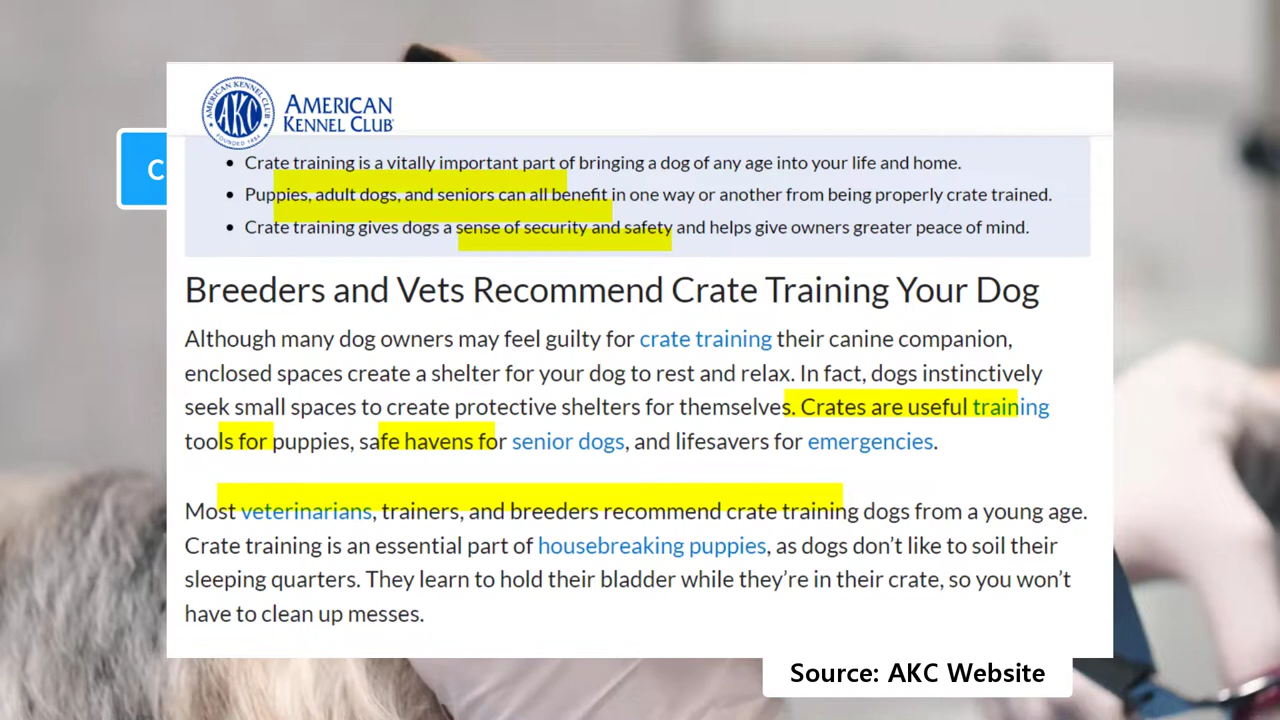 AMERICAN KENNEL CLUB
AKC
FOUNDED 1884
AMERICAN
KENNEL CLUB
C
• Crate training is a vitally important part of bringing a dog of any age into your life and home.
• Puppies, adult dogs, and seniors can all benefit in one way or another from being properly crate trained.
• Crate training gives dogs a sense of security and safety and helps give owners greater peace of mind.
Breeders and Vets Recommend Crate Training Your Dog
Although many dog owners may feel guilty for crate training their canine companion,
enclosed spaces create a shelter for your dog to rest and relax. In fact, dogs instinctively
seek small spaces to create protective shelters for themselves. Crates are useful training
tools for puppies, safe havens for senior dogs, and lifesavers for emergencies.
Most veterinarians, trainers, and breeders recommend crate training dogs from a young age.
Crate training is an essential part of housebreaking puppies, as dogs don’t like to soil their
sleeping quarters. They learn to hold their bladder while they’re in their crate, so you won’t
have to clean up messes.
Source: AKC Website